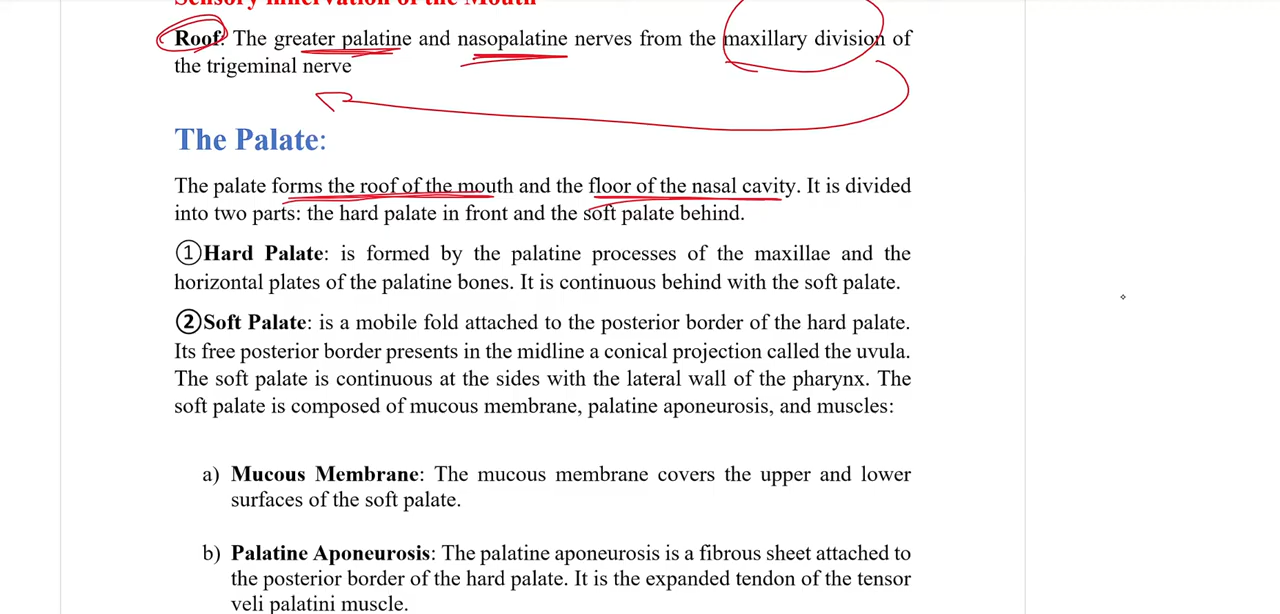 Sensory Innervation of the Mouth
Roof: The greater palatine and nasopalatine nerves from the maxillary division of
the trigeminal nerve
The Palate:
The palate forms the roof of the mouth and the floor of the nasal cavity. It is divided
into two parts: the hard palate in front and the soft palate behind.
①Hard Palate: is formed by the palatine processes of the maxillae and the
horizontal plates of the palatine bones. It is continuous behind with the soft palate.
②Soft Palate: is a mobile fold attached to the posterior border of the hard palate.
Its free posterior border presents in the midline a conical projection called the uvula.
The soft palate is continuous at the sides with the lateral wall of the pharynx. The
soft palate is composed of mucous membrane, palatine aponeurosis, and muscles:
a) Mucous Membrane: The mucous membrane covers the upper and lower
surfaces of the soft palate.
b) Palatine Aponeurosis: The palatine aponeurosis is a fibrous sheet attached to
the posterior border of the hard palate. It is the expanded tendon of the tensor
veli palatini muscle.